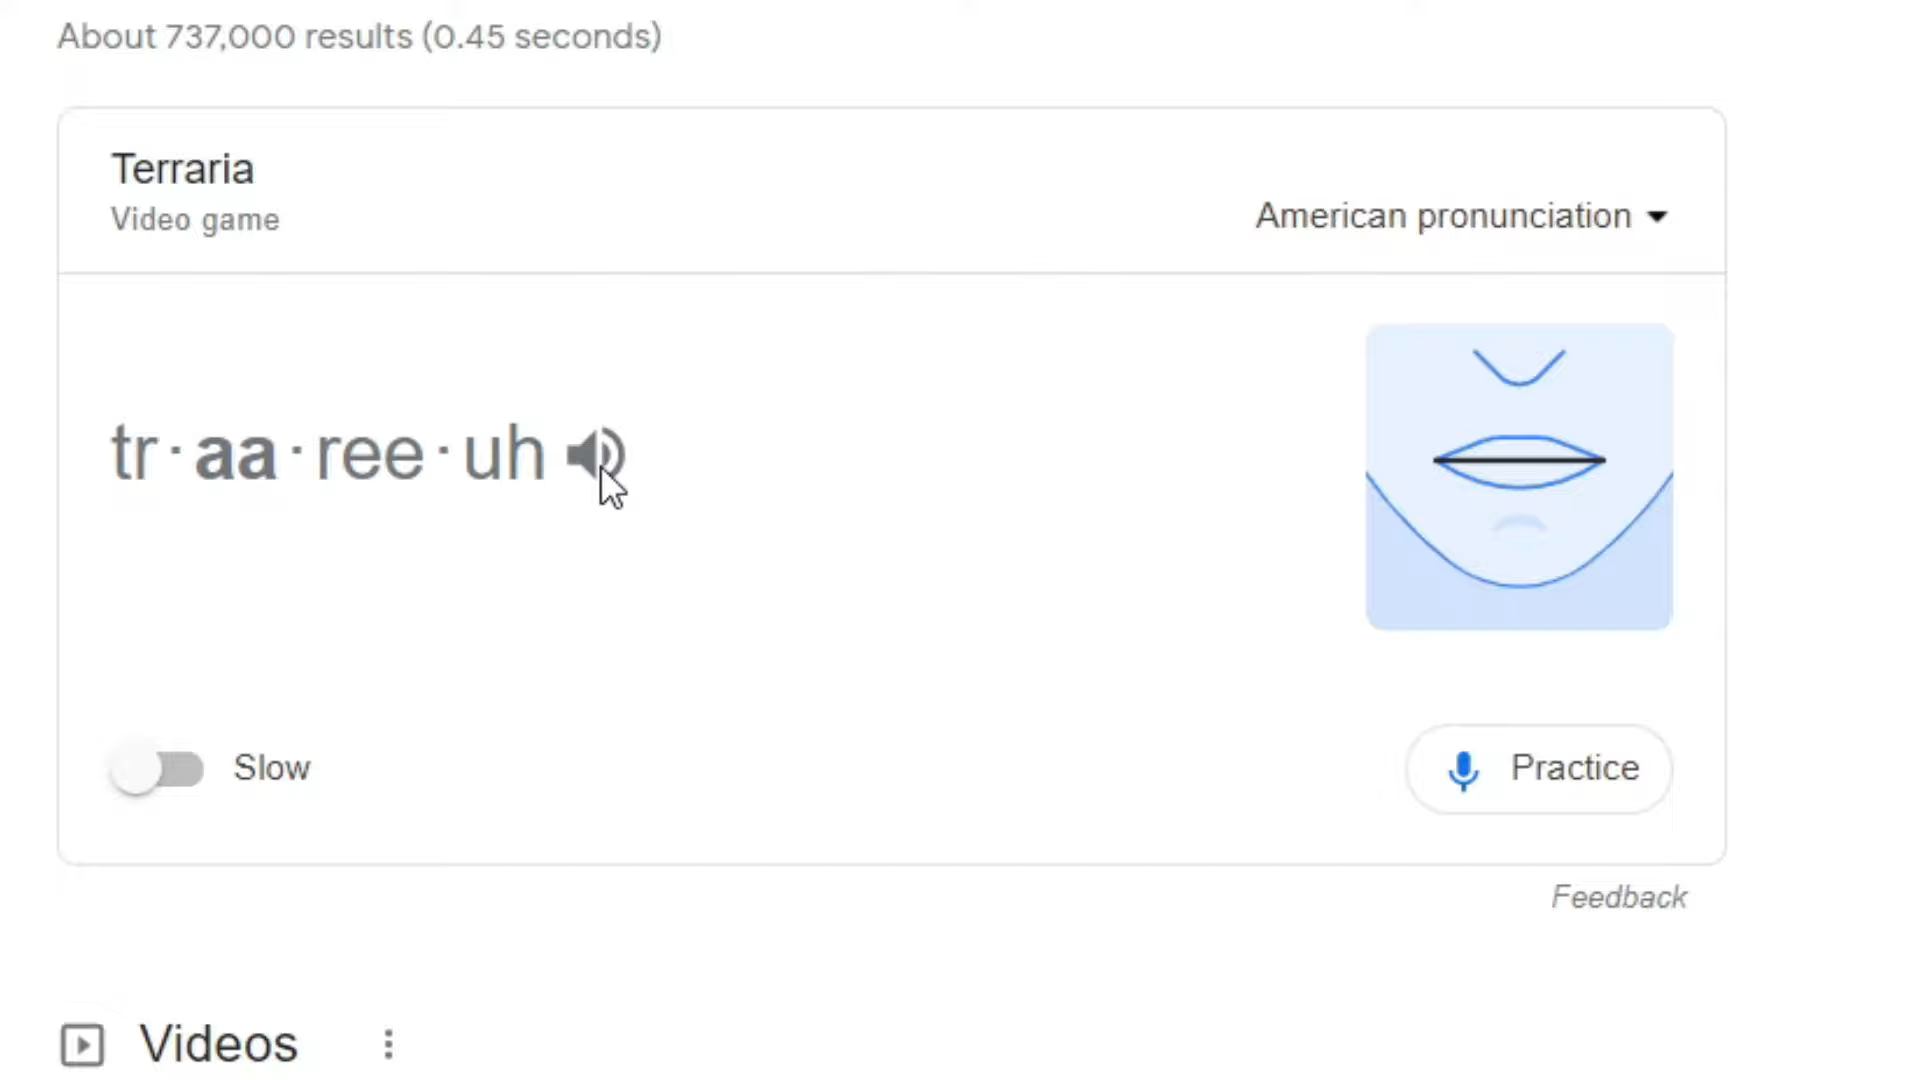 About 737,000 results (0.45 seconds)
Terraria
Video game
American pronunciation
tr·aa·ree·uh
Slow
Practice
Feedback
Videos